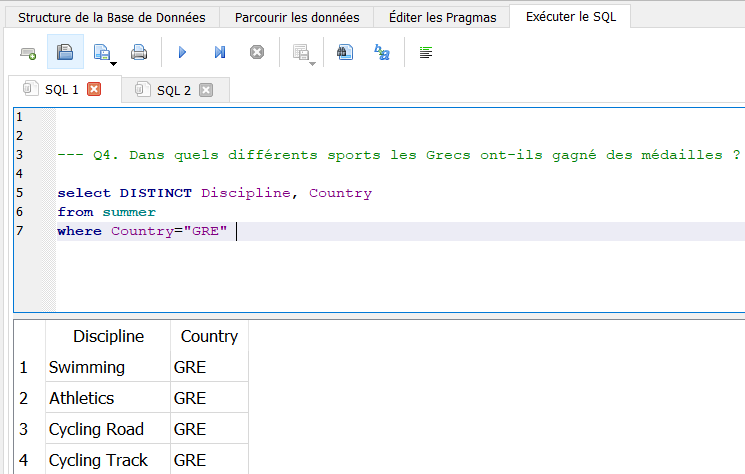 Structure de la Base de Données Parcourir les données Éditer les Pragmas Exécuter le SQL
SQL 1 SQL 2
1
2
3 --- Q4. Dans quels différents sports les Grecs ont-ils gagné des médailles ?
4
5 select DISTINCT Discipline, Country
6 from summer
7 where Country="GRE"
Discipline Country
1 Swimming GRE
2 Athletics GRE
3 Cycling Road GRE
4 Cycling Track GRE